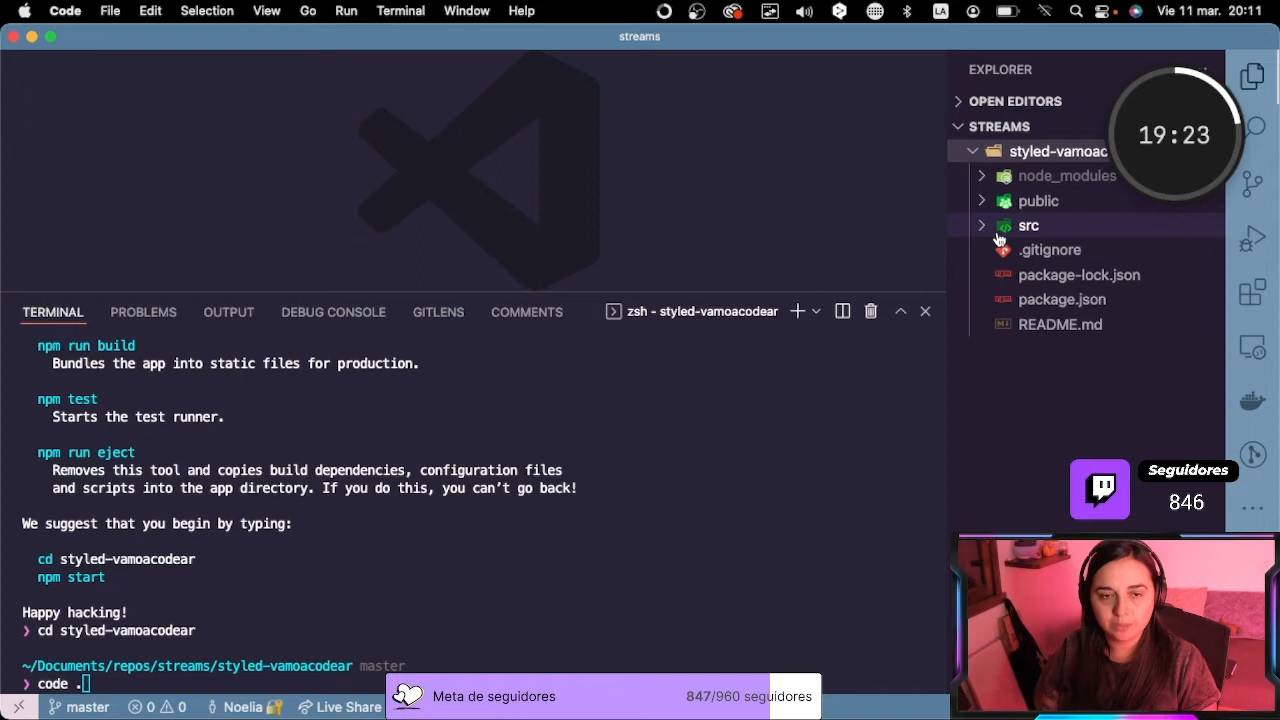 Code File Edit Selection View Go Run Terminal Window Help LA Vie 11 mar. 20:11
streams
EXPLORER
OPEN EDITORS
STREAMS
styled-vamoac
node_modules
public
src
.gitignore
package-lock.json
package.json
README.md
19:23
TERMINAL PROBLEMS OUTPUT DEBUG CONSOLE GITLENS COMMENTS zsh - styled-vamoacodear
npm run build
Bundles the app into static files for production.
npm test
Starts the test runner.
npm run eject
Removes this tool and copies build dependencies, configuration files
and scripts into the app directory. If you do this, you can’t go back!
We suggest that you begin by typing:
cd styled-vamoacodear
npm start
Happy hacking!
❯ cd styled-vamoacodear
~/Documents/repos/streams/styled-vamoacodear master
❯ code .
Seguidores
846
master 0 0 Noelia Live Share
Meta de seguidores 847/960 seguidores